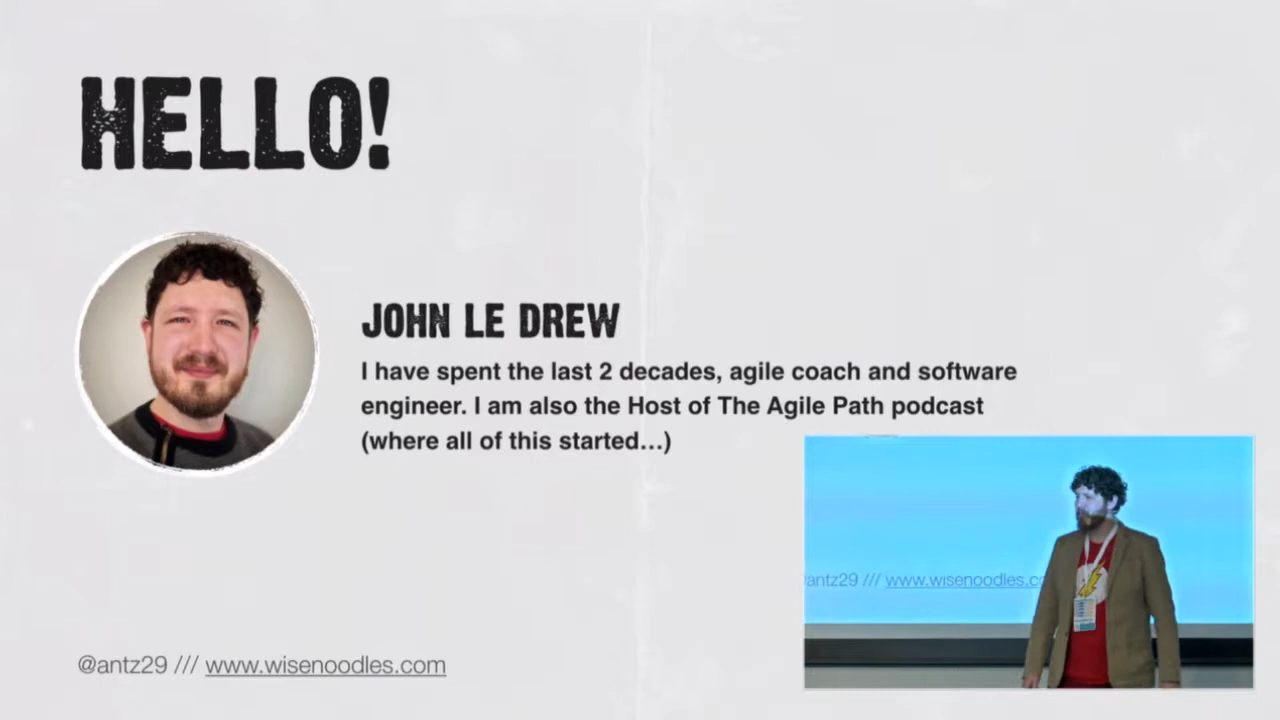 HELLO!
JOHN LE DREW
I have spent the last 2 decades, agile coach and software
engineer. I am also the Host of The Agile Path podcast
(where all of this started...)
@antz29 /// www.wisenoodles.com
antz29 /// www.wisenoodles.co